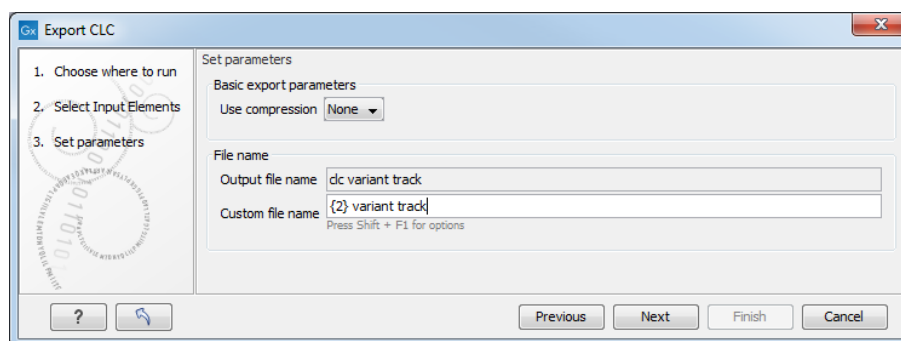 Gx Export CLC
X
1. Choose where to run
2. Select Input Elements
3. Set parameters
Set parameters
Basic export parameters
Use compression None
File name
Output file name clc variant track
Custom file name {2} variant track
Press Shift + F1 for options
?
Previous Next Finish Cancel